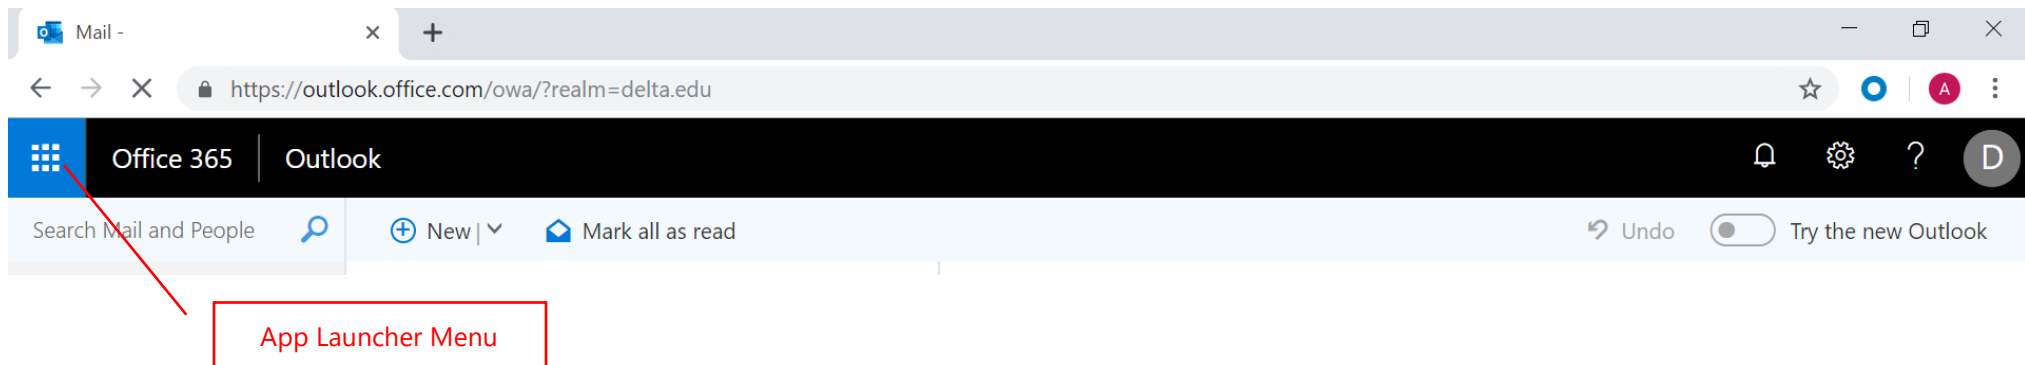 Mail -
https://outlook.office.com/owa/?realm=delta.edu
A
Office 365 | Outlook
?
D
Search Mail and People
New
Mark all as read
Undo
Try the new Outlook
App Launcher Menu